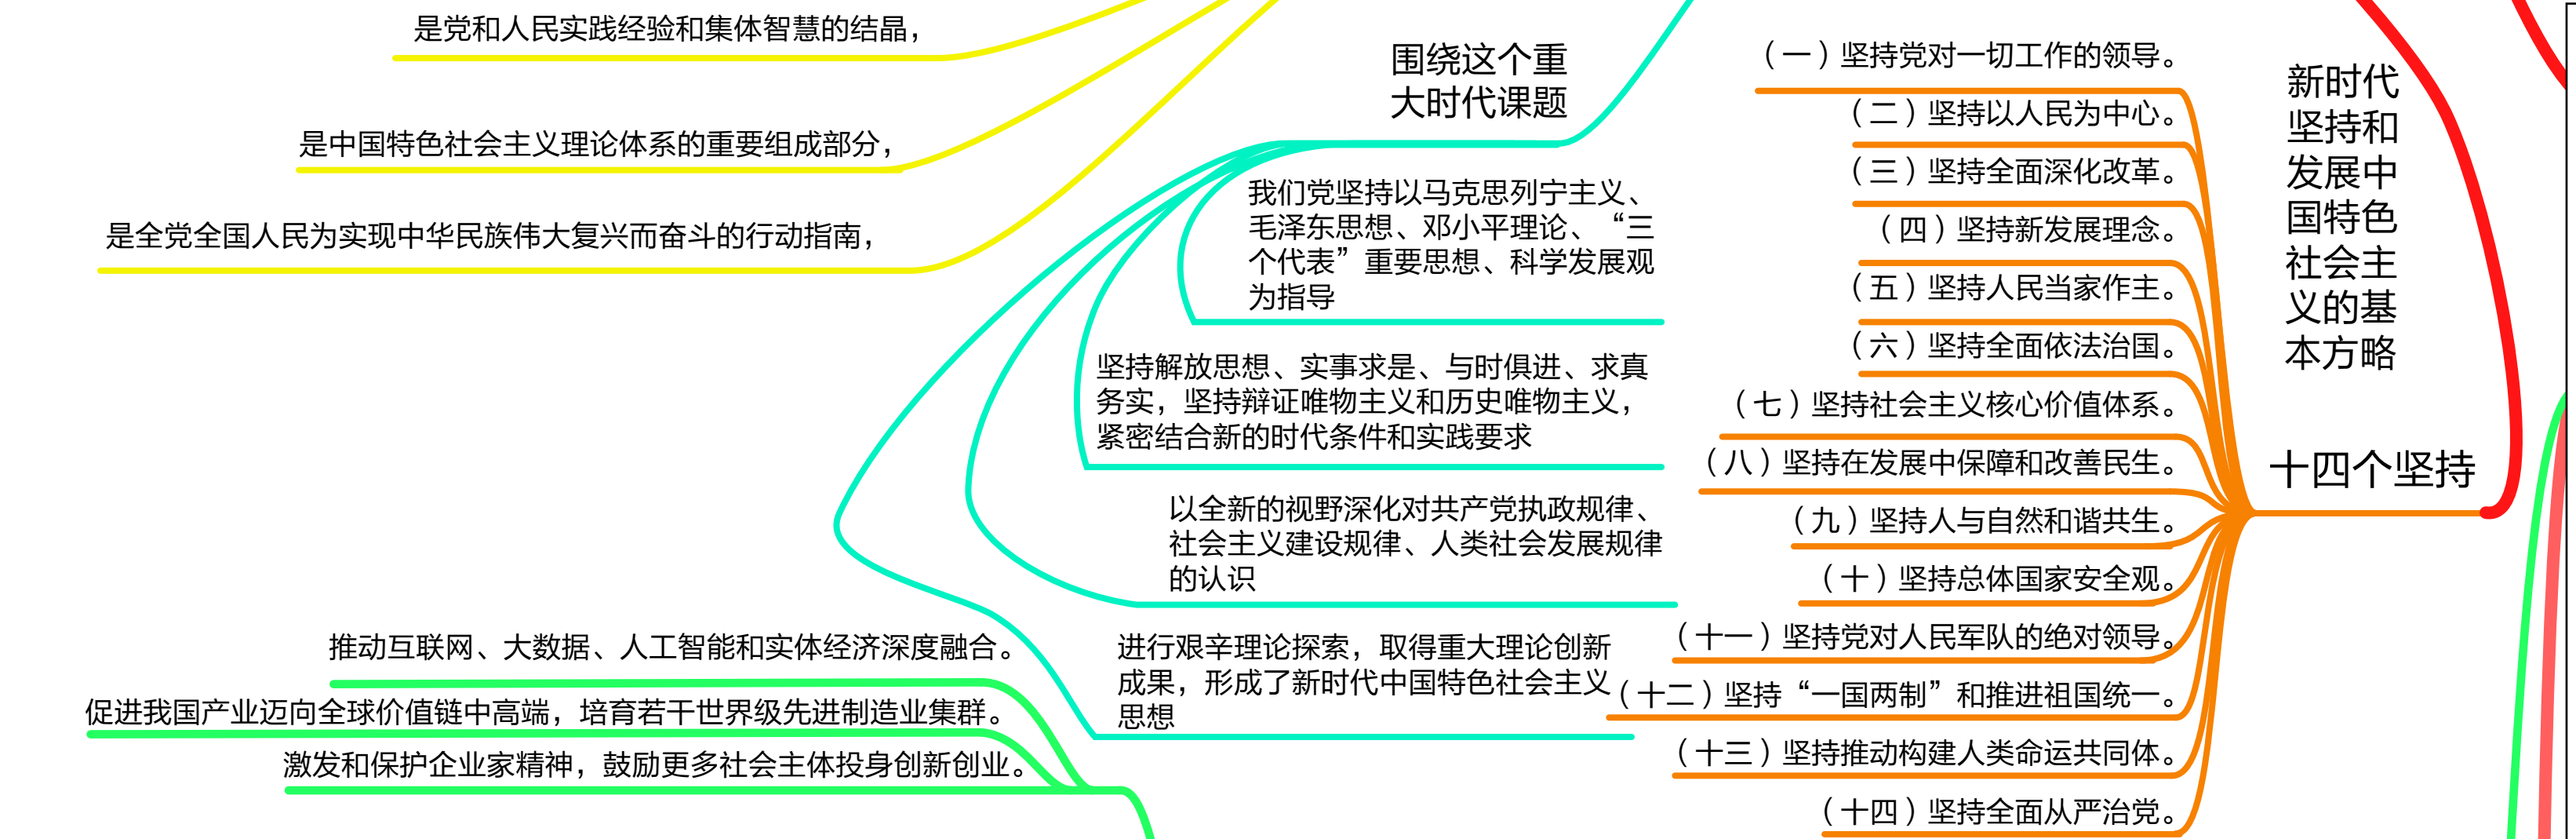 是党和人民实践经验和集体智慧的结晶，
是中国特色社会主义理论体系的重要组成部分，
是全党全国人民为实现中华民族伟大复兴而奋斗的行动指南，
围绕这个重
大时代课题
我们党坚持以马克思列宁主义、
毛泽东思想、邓小平理论、“三
个代表”重要思想、科学发展观
为指导
坚持解放思想、实事求是、与时俱进、求真
务实，坚持辩证唯物主义和历史唯物主义，
紧密结合新的时代条件和实践要求
以全新的视野深化对共产党执政规律、
社会主义建设规律、人类社会发展规律
的认识
进行艰辛理论探索，取得重大理论创新
成果，形成了新时代中国特色社会主义
思想
推动互联网、大数据、人工智能和实体经济深度融合。
促进我国产业迈向全球价值链中高端，培育若干世界级先进制造业集群。
激发和保护企业家精神，鼓励更多社会主体投身创新创业。
新时代
坚持和
发展中
国特色
社会主
义的基
本方略
十四个坚持
（一）坚持党对一切工作的领导。
（二）坚持以人民为中心。
（三）坚持全面深化改革。
（四）坚持新发展理念。
（五）坚持人民当家作主。
（六）坚持全面依法治国。
（七）坚持社会主义核心价值体系。
（八）坚持在发展中保障和改善民生。
（九）坚持人与自然和谐共生。
（十）坚持总体国家安全观。
（十一）坚持党对人民军队的绝对领导。
（十二）坚持“一国两制”和推进祖国统一。
（十三）坚持推动构建人类命运共同体。
（十四）坚持全面从严治党。